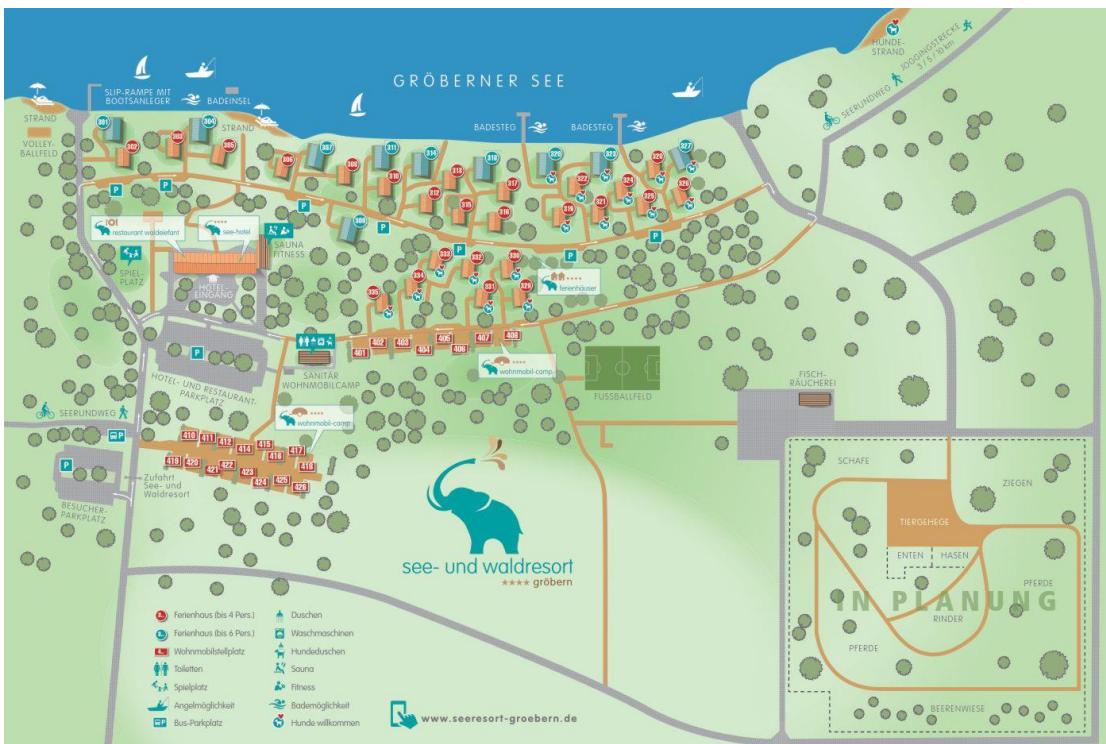 GRÖBERNER SEE
HUNDE-
STRAND
JOGGINGSTRECKE
3 / 5 / 10 km
SEERUNDWEG
SLIP-RAMPE MIT
BOOTSANLEGER
BADEINSEL
STRAND
STRAND
VOLLEY-
BALLFELD
BADESTEG
BADESTEG
301
302
303
304
305
306
307
308
310
311
312
313
314
315
316
317
318
319
320
321
322
323
324
325
326
327
328
329
330
331
332
333
334
335
P
P
P
P
P
P
restaurant waldelefant
see-hotel
SAUNA
FITNESS
SPIEL-
PLATZ
HOTEL-
EINGANG
ferienhäuser
401
402
403
404
405
406
407
408
wohnmobil-camp
SANITÄR
WOHNMOBILCAMP
P
HOTEL- UND RESTAURANT-
PARKPLATZ
FUSSBALLFELD
FISCH-
RÄUCHEREI
SEERUNDWEG
P
wohnmobil-camp
410
411
412
414
415
416
417
418
419
420
421
422
423
424
425
426
P
Zufahrt
See- und
Waldresort
BESUCHER-
PARKPLATZ
see- und waldresort
gröbern
SCHAFE
ZIEGEN
TIERGEHEGE
ENTEN
HASEN
PFERDE
IN PLANUNG
RINDER
PFERDE
BEERENWIESE
Ferienhaus (bis 4 Pers.)
Ferienhaus (bis 6 Pers.)
Wohnmobilstellplatz
Toiletten
Spielplatz
Angelmöglichkeit
P Bus-Parkplatz
Duschen
Waschmaschinen
Hundeduschen
Sauna
Fitness
Bademöglichkeit
Hunde willkommen
www.seeresort-groebern.de